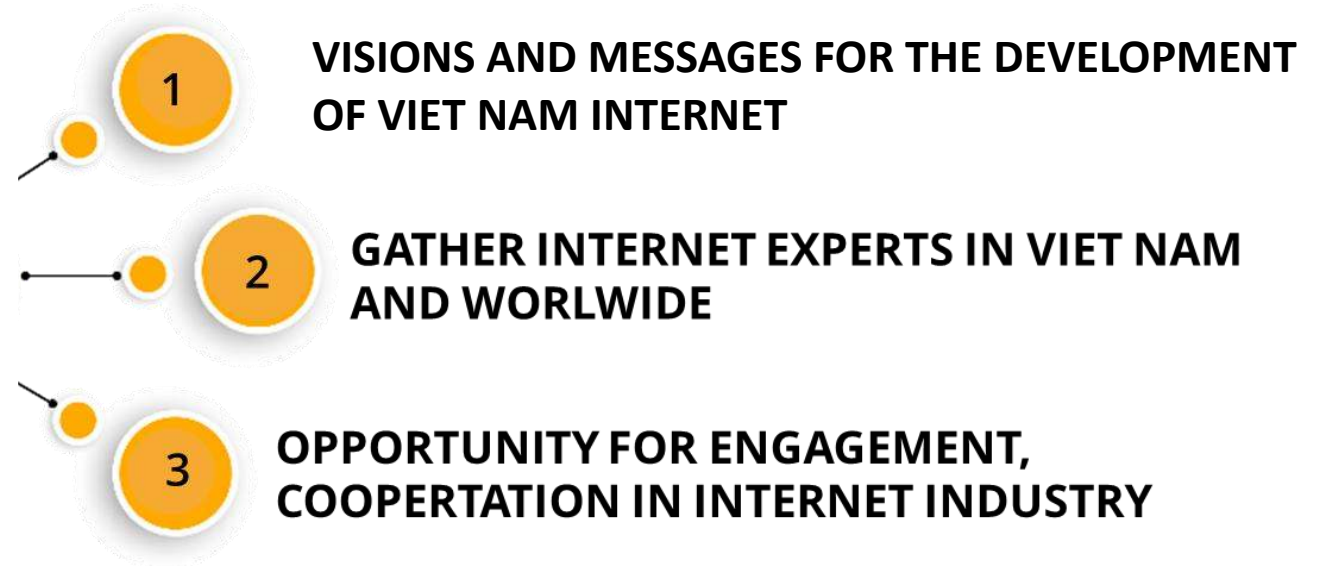 1
VISIONS AND MESSAGES FOR THE DEVELOPMENT
OF VIET NAM INTERNET
2
GATHER INTERNET EXPERTS IN VIET NAM
AND WORLWIDE
3
OPPORTUNITY FOR ENGAGEMENT,
COOPERTATION IN INTERNET INDUSTRY